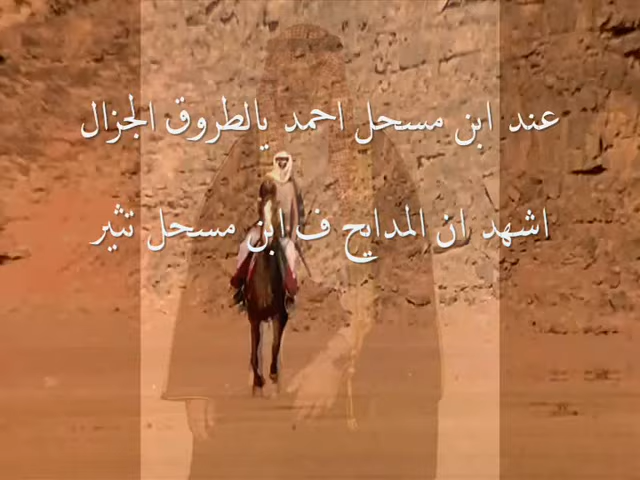 عند ابن مسحل احمد يالطروق الجزال
اشهد ان المدايح ف ابن مسحل تثير